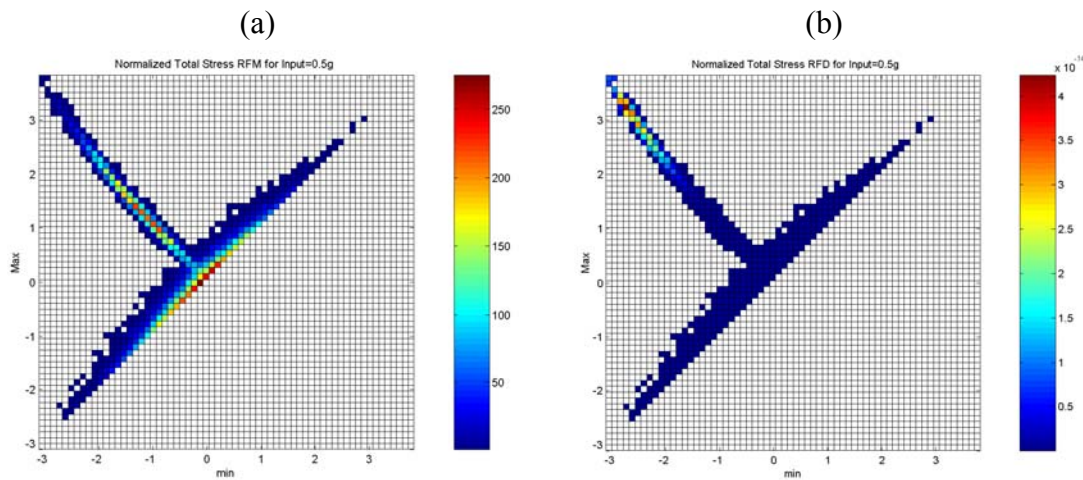 (a)
Normalized Total Stress RFM for Input=0.5g
Max
3
2
1
0
-1
-2
-3
-3 -2 -1 0 1 2 3
min
250
200
150
100
50
(b)
Normalized Total Stress RFD for Input=0.5g
Max
3
2
1
0
-1
-2
-3
-3 -2 -1 0 1 2 3
min
x 10
4
3.5
3
2.5
2
1.5
1
0.5